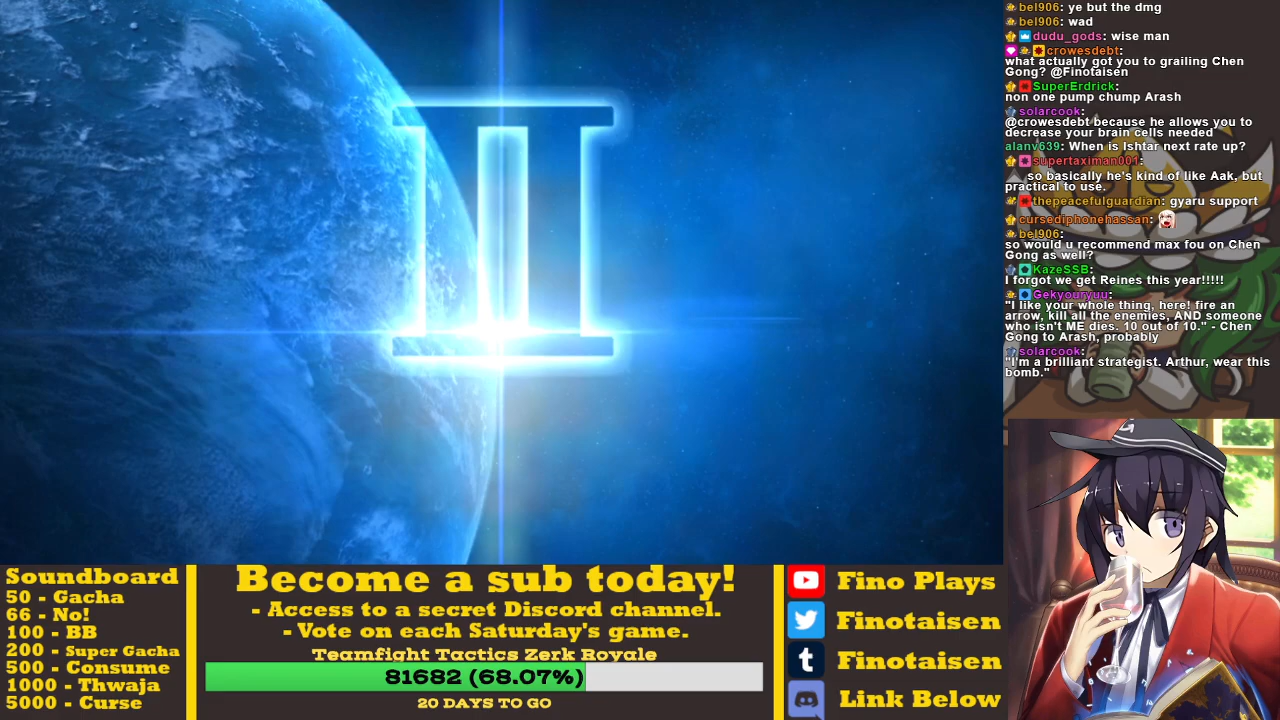 III
bel906: ye but the dmg
bel906: wad
dudu_gods: wise man
crowesdebt:
what actually got you to grailing Chen
Gong? @Finotaisen
SuperErdrick:
non one pump chump Arash
solarcook:
@crowesdebt because he allows you to
decrease your brain cells needed
alanv639: When is Ishtar next rate up?
supertaximan001:
so basically he's kind of like Aak, but
practical to use.
thepeacefulguardian: gyaru support
cursediphonehassan:
bel906:
so would u recommend max fou on Chen
Gong as well?
KazeSSB:
I forgot we get Reines this year!!!!!
Gekyouryuu:
"I like your whole thing, here! fire an
arrow, kill all the enemies, AND someone
who isn't ME dies. 10 out of 10." - Chen
Gong to Arash, probably
solarcook:
"I'm a brilliant strategist. Arthur, wear this
bomb."
Soundboard
50 - Gacha
66 - No!
100 - BB
200 - Super Gacha
500 - Consume
1000 - Thwaja
5000 - Curse
Become a sub today!
- Access to a secret Discord channel.
- Vote on each Saturday's game.
Teamfight Tactics Zerk Royale
81682 (68.07%)
20 DAYS TO GO
Fino Plays
Finotaisen
t Finotaisen
Link Below